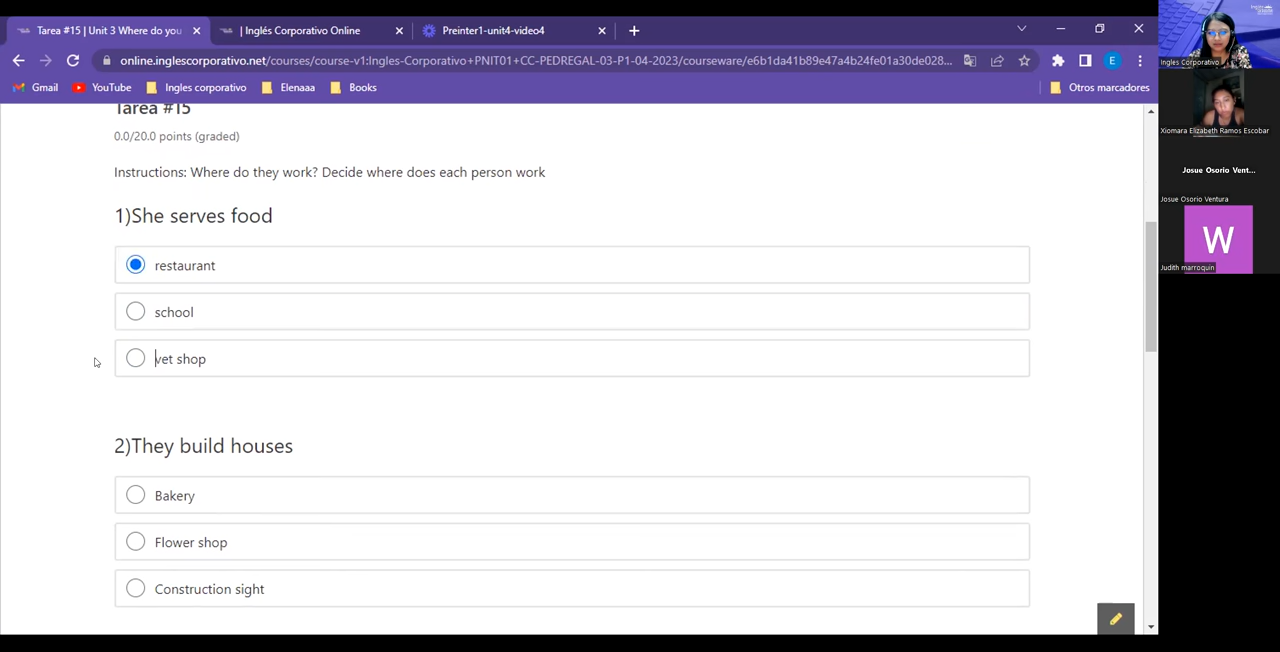 Tarea #15 | Unit 3 Where do you
| Inglés Corporativo Online
Preinter1-unit4-video4
online.inglescorporativo.net/courses/course-v1:Ingles-Corporativo+PNIT01+CC-PEDREGAL-03-P1-04-2023/courseware/e6b1da41b89e47a4b24fe01a30de028...
E
Gmail
YouTube
Ingles corporativo
Elenaaa
Books
Otros marcadores
Tarea #15
0.0/20.0 points (graded)
Instructions: Where do they work? Decide where does each person work
1)She serves food
restaurant
school
vet shop
2)They build houses
Bakery
Flower shop
Construction sight
Ingles Corporativo
Xiomara Elizabeth Ramos Escobar
Josue Osorio Vent...
Josue Osorio Ventura
W
Judith marroquin